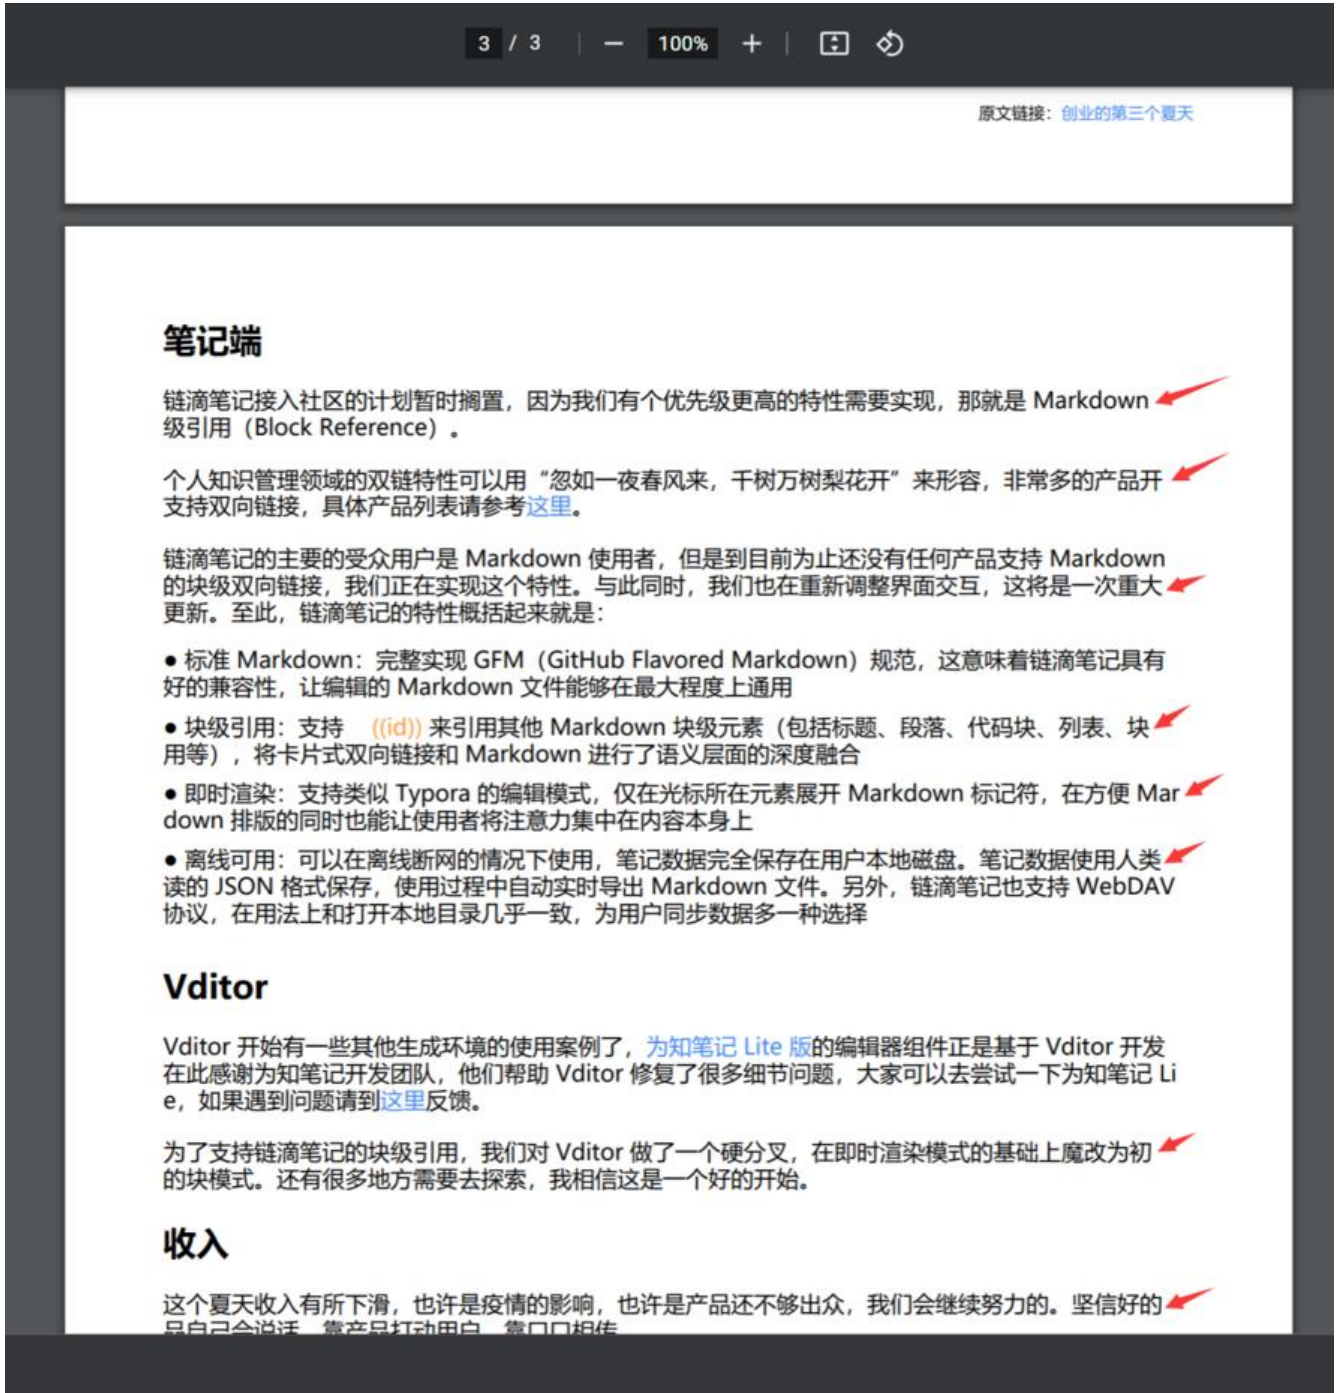 3 / 3 | − 100% + |
原文链接：创业的第三个夏天
笔记端
链滴笔记接入社区的计划暂时搁置，因为我们有个优先级更高的特性需要实现，那就是 Markdown
级引用（Block Reference）。
个人知识管理领域的双链特性可以用“忽如一夜春风来，千树万树梨花开”来形容，非常多的产品开
支持双向链接，具体产品列表请参考这里。
链滴笔记的主要的受众用户是 Markdown 使用者，但是到目前为止还没有任何产品支持 Markdown
的块级双向链接，我们正在实现这个特性。与此同时，我们也在重新调整界面交互，这将是一次重大
更新。至此，链滴笔记的特性概括起来就是：
● 标准 Markdown：完整实现 GFM（GitHub Flavored Markdown）规范，这意味着链滴笔记具有
好的兼容性，让编辑的 Markdown 文件能够在最大程度上通用
● 块级引用：支持 ((id)) 来引用其他 Markdown 块级元素（包括标题、段落、代码块、列表、块
用等），将卡片式双向链接和 Markdown 进行了语义层面的深度融合
● 即时渲染：支持类似 Typora 的编辑模式，仅在光标所在元素展开 Markdown 标记符，在方便 Mar
down 排版的同时也能让使用者将注意力集中在内容本身上
● 离线可用：可以在离线断网的情况下使用，笔记数据完全保存在用户本地磁盘。笔记数据使用人类
读的 JSON 格式保存，使用过程中自动实时导出 Markdown 文件。另外，链滴笔记也支持 WebDAV
协议，在用法上和打开本地目录几乎一致，为用户同步数据多一种选择
Vditor
Vditor 开始有一些其他生成环境的使用案例了，为知笔记 Lite 版的编辑器组件正是基于 Vditor 开发
在此感谢为知笔记开发团队，他们帮助 Vditor 修复了很多细节问题，大家可以去尝试一下为知笔记 Li
e，如果遇到问题请到这里反馈。
为了支持链滴笔记的块级引用，我们对 Vditor 做了一个硬分叉，在即时渲染模式的基础上魔改为初
的块模式。还有很多地方需要去探索，我相信这是一个好的开始。
收入
这个夏天收入有所下滑，也许是疫情的影响，也许是产品还不够出众，我们会继续努力的。坚信好的
品自己会说话，靠产品打动用户，靠口口相传